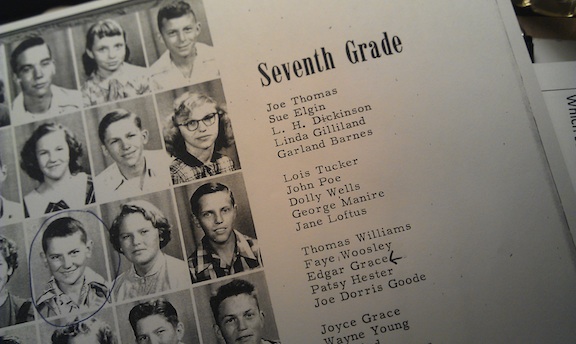 Seventh Grade
Joe Thomas
Sue Elgin
L. H. Dickinson
Linda Gilliland
Garland Barnes
Lois Tucker
John Poe
Dolly Wells
George Manire
Jane Loftus
Thomas Williams
Faye Woosley
Edgar Grace
Patsy Hester
Joe Dorris Goode
Joyce Grace
Wayne Young